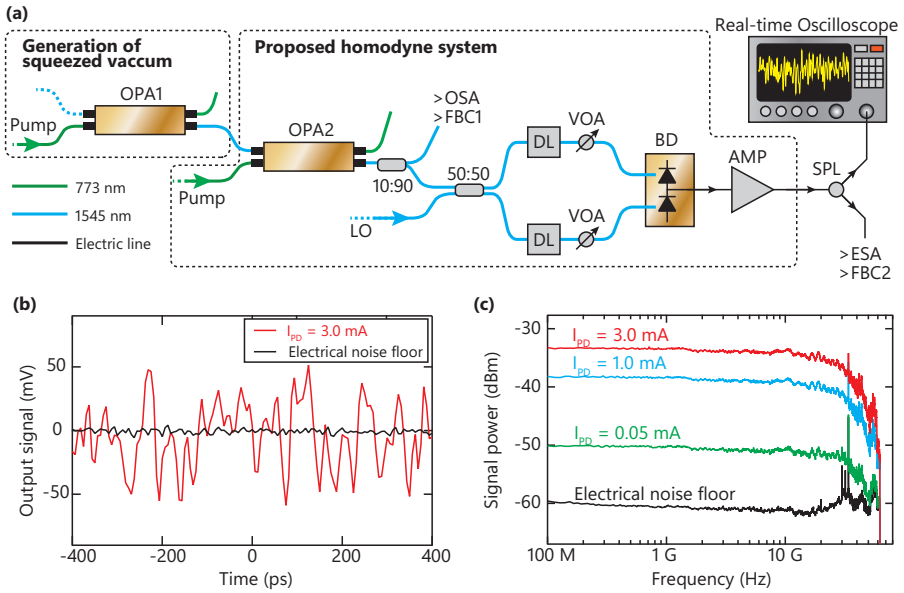 (a)
Real-time Oscilloscope
Generation of
squeezed vaccum
Proposed homodyne system
OPA1
Pump
OPA2
Pump
>OSA
>FBC1
10:90
50:50
LO
DL
VOA
DL
VOA
BD
AMP
SPL
>ESA
>FBC2
773 nm
1545 nm
Electric line
(b)
I_PD = 3.0 mA
Electrical noise floor
Output signal (mV)
50
0
-50
-400
-200
0
200
400
Time (ps)
(c)
Signal power (dBm)
-30
-40
-50
-60
I_PD = 3.0 mA
I_PD = 1.0 mA
I_PD = 0.05 mA
Electrical noise floor
100 M
1 G
10 G
Frequency (Hz)